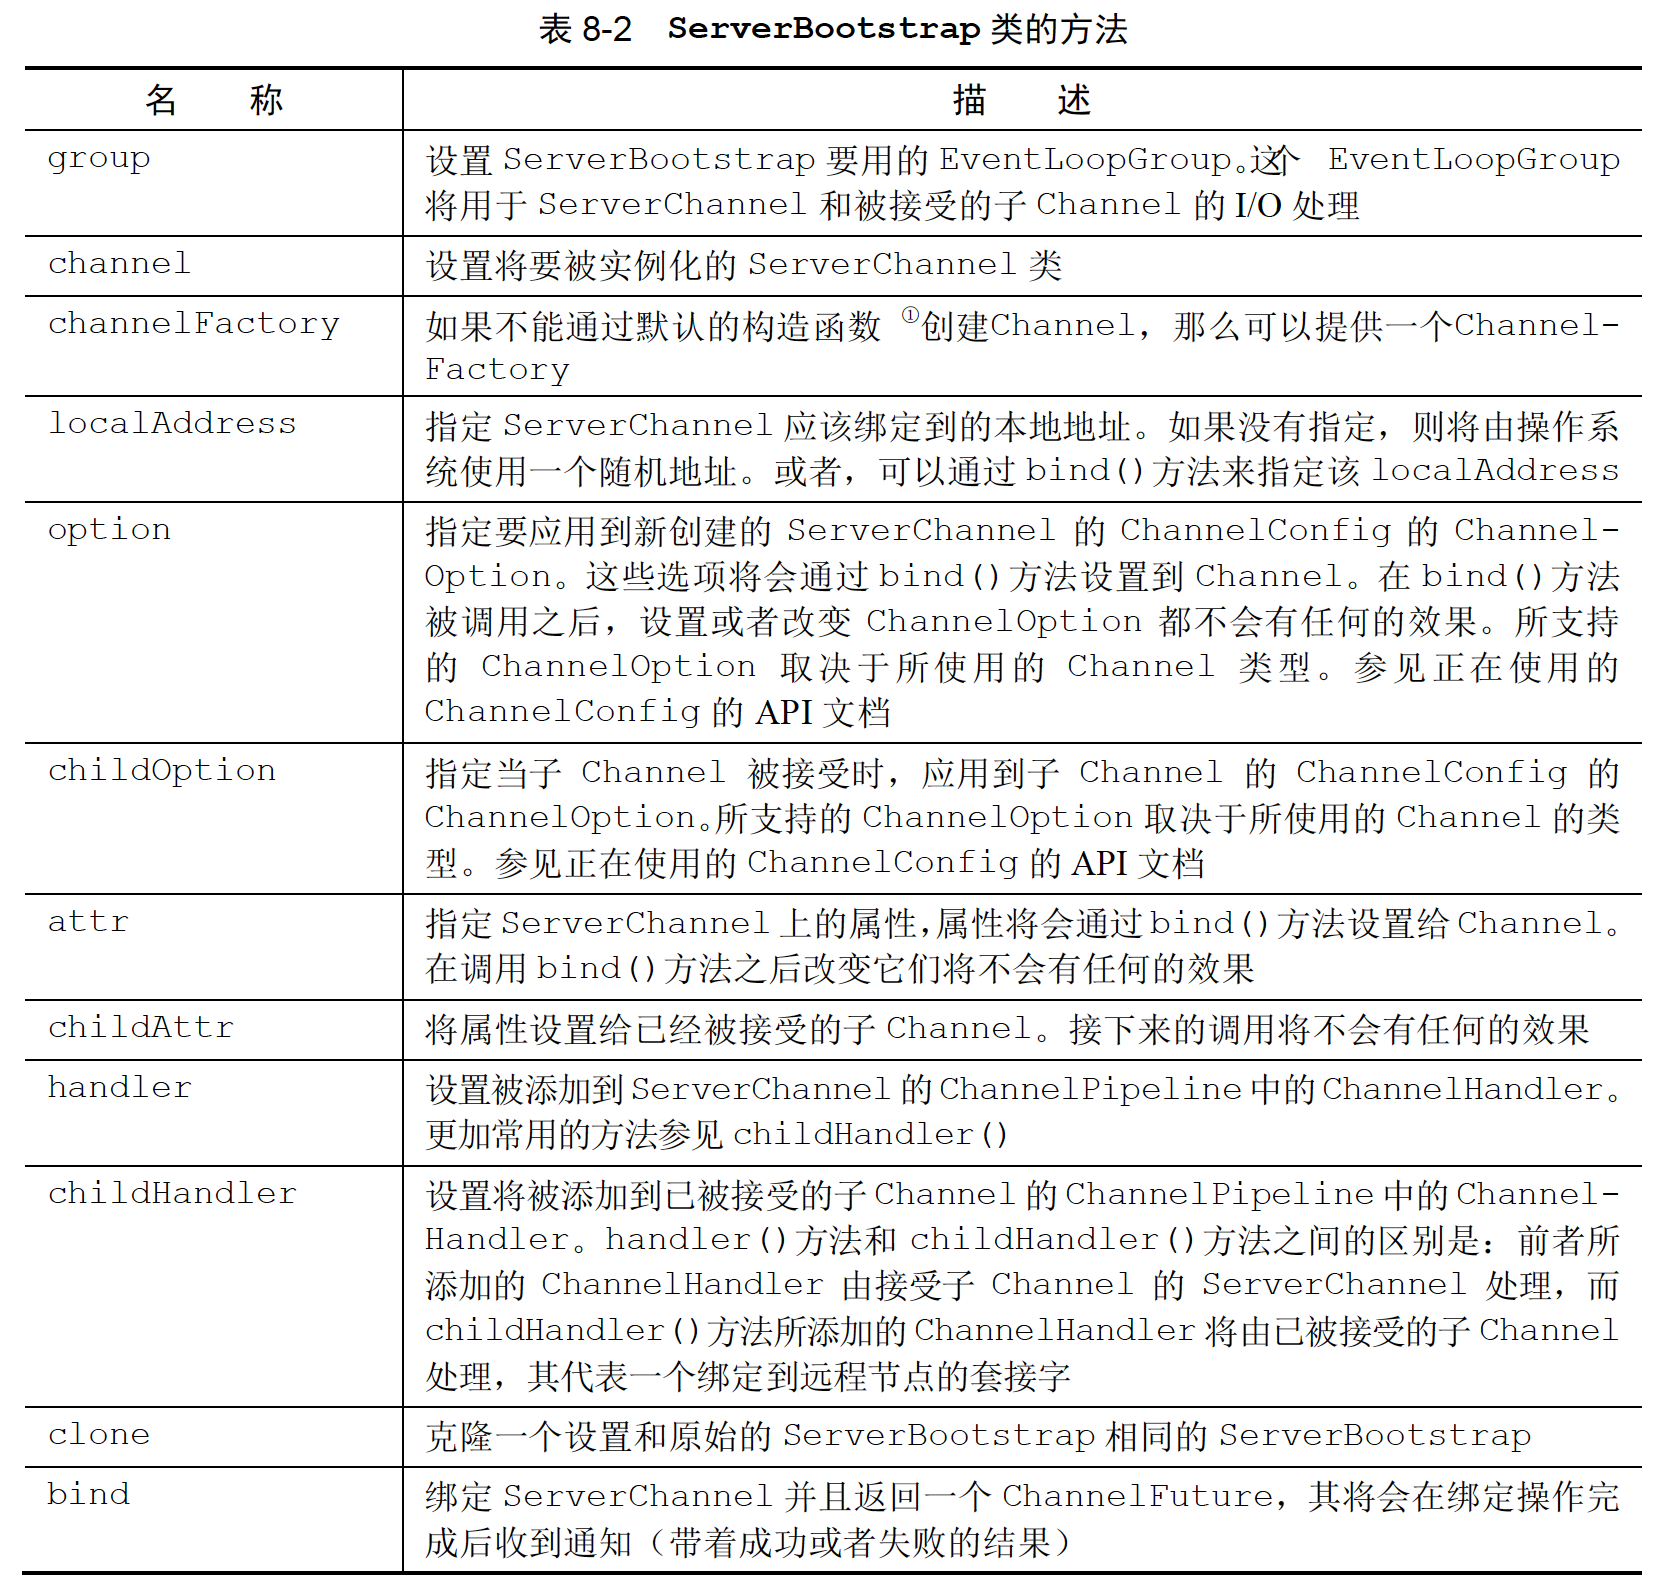 表 8-2 ServerBootstrap 类的方法
名 称
描 述
group
设置 ServerBootstrap 要用的 EventLoopGroup。这个 EventLoopGroup
将用于 ServerChannel 和被接受的子 Channel 的 I/O 处理
channel
设置将要被实例化的 ServerChannel 类
channelFactory
如果不能通过默认的构造函数①创建Channel，那么可以提供一个Channel-
Factory
localAddress
指定 ServerChannel 应该绑定到的本地地址。如果没有指定，则将由操作系
统使用一个随机地址。或者，可以通过 bind()方法来指定该 localAddress
option
指定要应用到新创建的 ServerChannel 的 ChannelConfig 的 Channel-
Option。这些选项将会通过 bind()方法设置到 Channel。在 bind()方法
被调用之后，设置或者改变 ChannelOption 都不会有任何的效果。所支持
的 ChannelOption 取决于所使用的 Channel 类型。参见正在使用的
ChannelConfig 的 API 文档
childOption
指定当子 Channel 被接受时，应用到子 Channel 的 ChannelConfig 的
ChannelOption。所支持的 ChannelOption 取决于所使用的 Channel 的类
型。参见正在使用的 ChannelConfig 的 API 文档
attr
指定 ServerChannel 上的属性，属性将会通过 bind()方法设置给 Channel。
在调用 bind()方法之后改变它们将不会有任何的效果
childAttr
将属性设置给已经被接受的子 Channel。接下来的调用将不会有任何的效果
handler
设置被添加到 ServerChannel 的 ChannelPipeline 中的 ChannelHandler。
更加常用的方法参见 childHandler()
childHandler
设置将被添加到已被接受的子 Channel 的 ChannelPipeline 中的 Channel-
Handler。handler()方法和 childHandler()方法之间的区别是：前者所
添加的 ChannelHandler 由接受子 Channel 的 ServerChannel 处理，而
childHandler()方法所添加的 ChannelHandler 将由已被接受的子 Channel
处理，其代表一个绑定到远程节点的套接字
clone
克隆一个设置和原始的 ServerBootstrap 相同的 ServerBootstrap
bind
绑定 ServerChannel 并且返回一个 ChannelFuture，其将会在绑定操作完
成后收到通知（带着成功或者失败的结果）